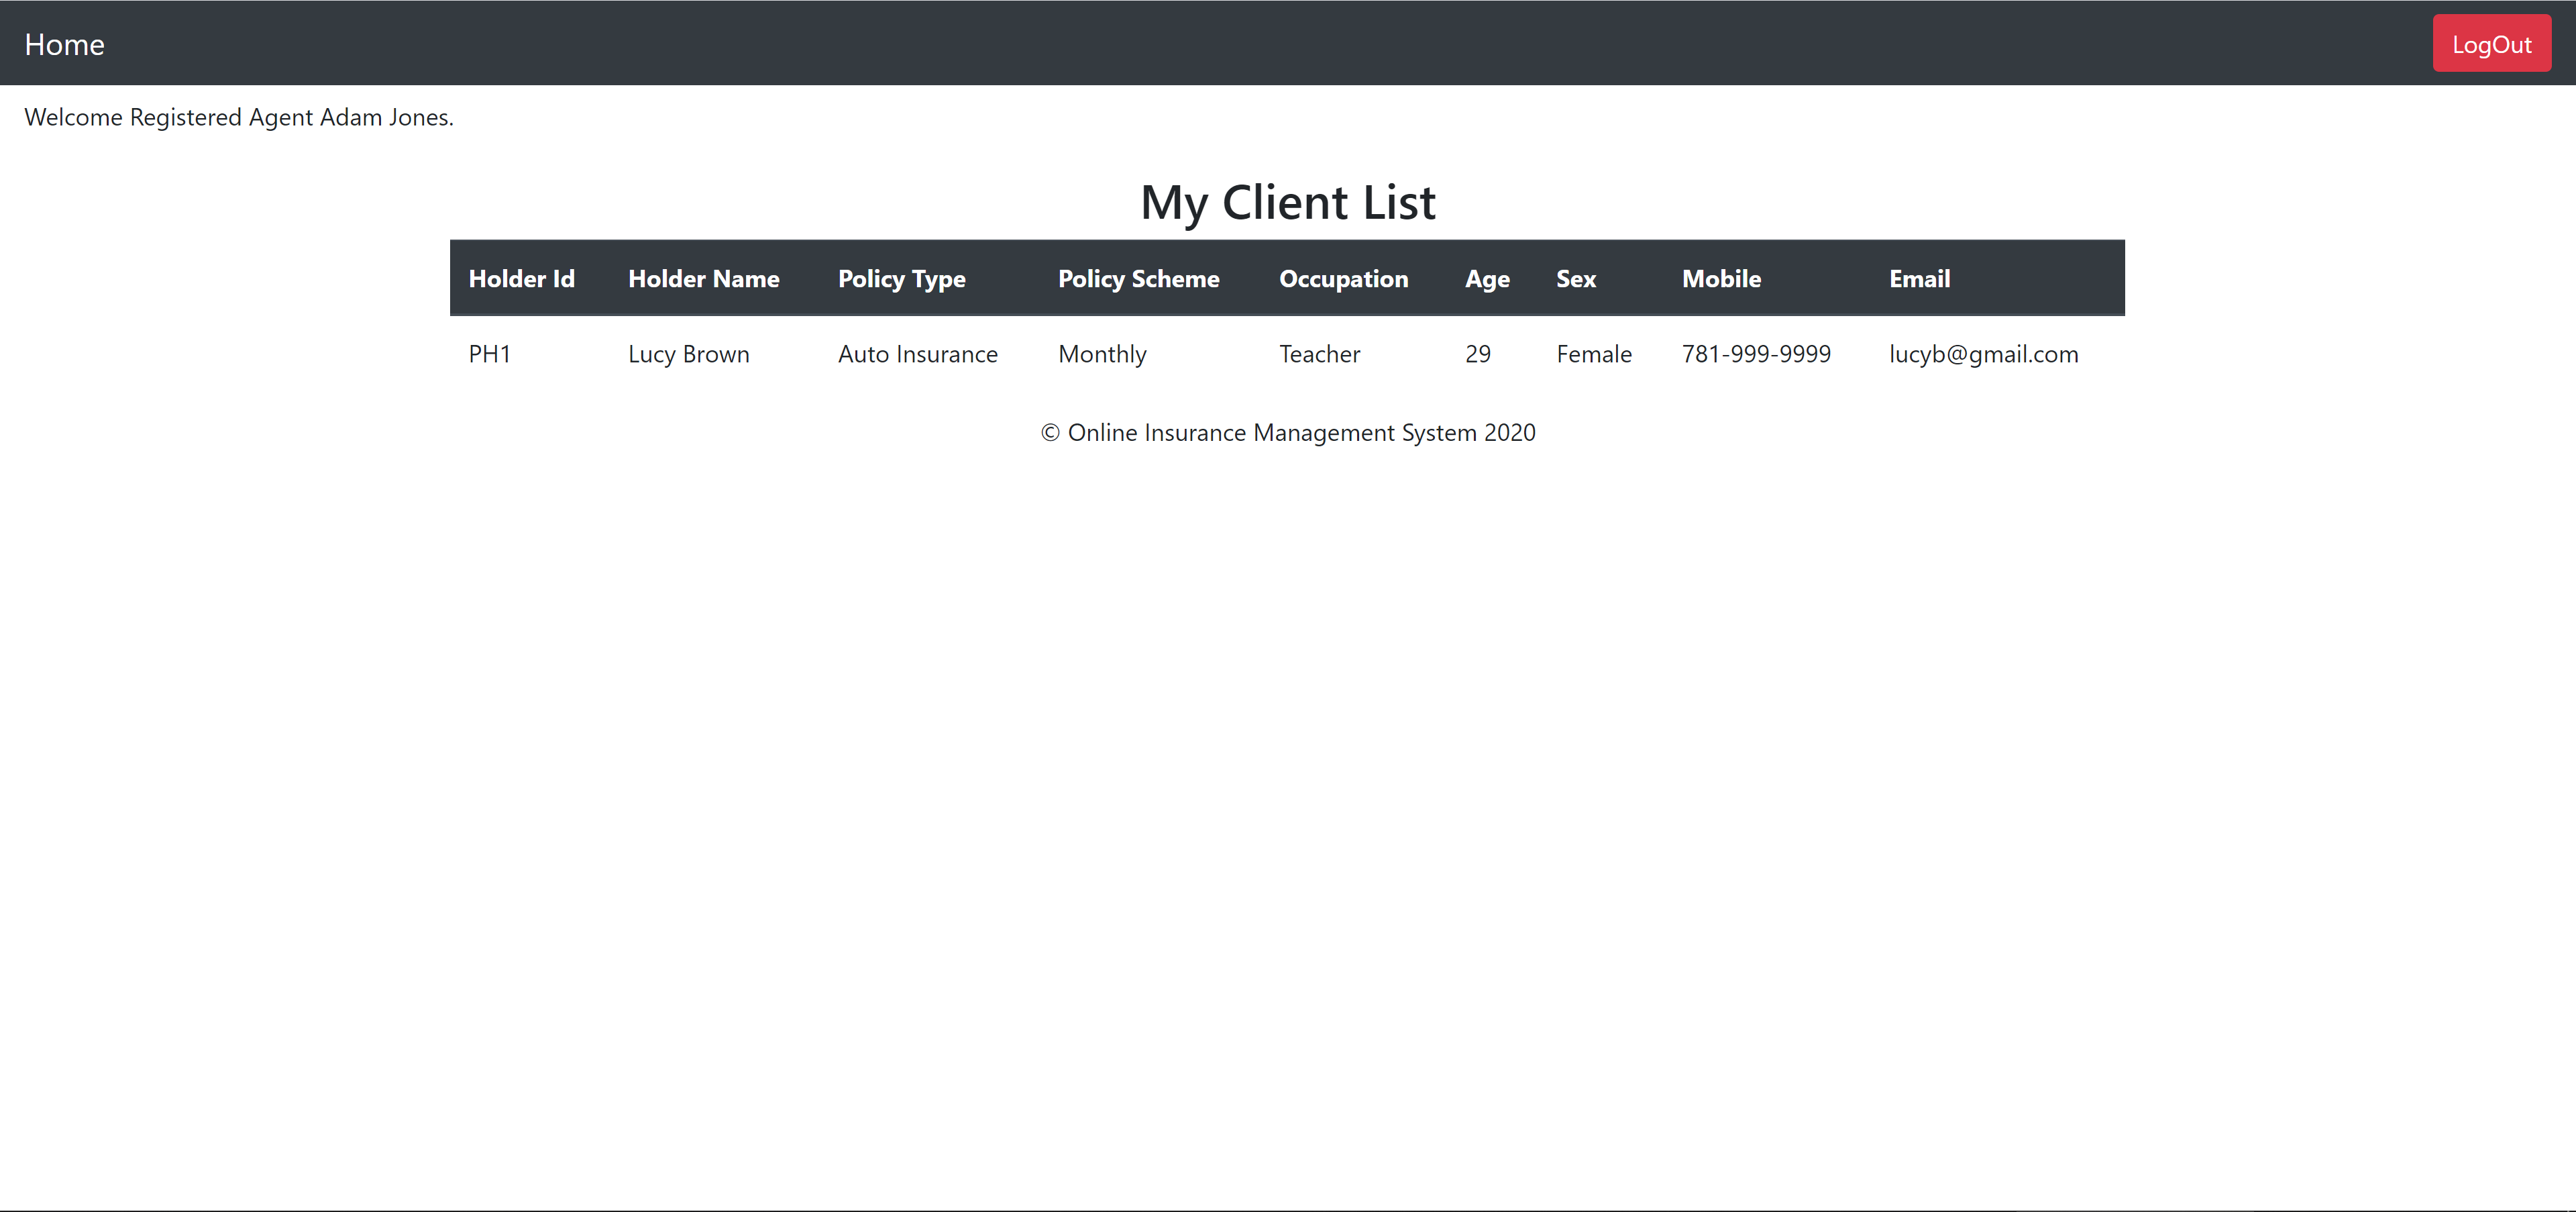 Home LogOut
Welcome Registered Agent Adam Jones.
My Client List
Holder Id Holder Name Policy Type Policy Scheme Occupation Age Sex Mobile Email
PH1 Lucy Brown Auto Insurance Monthly Teacher 29 Female 781-999-9999 lucyb@gmail.com
© Online Insurance Management System 2020